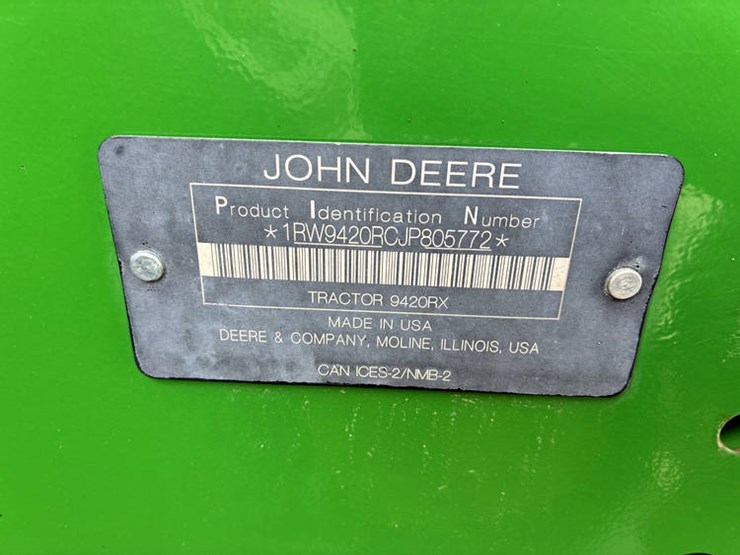 JOHN DEERE
Product Identification Number
*1RW9420RCJP805772*
TRACTOR 9420RX
MADE IN USA
DEERE & COMPANY, MOLINE, ILLINOIS, USA
CAN ICES-2/NMB-2